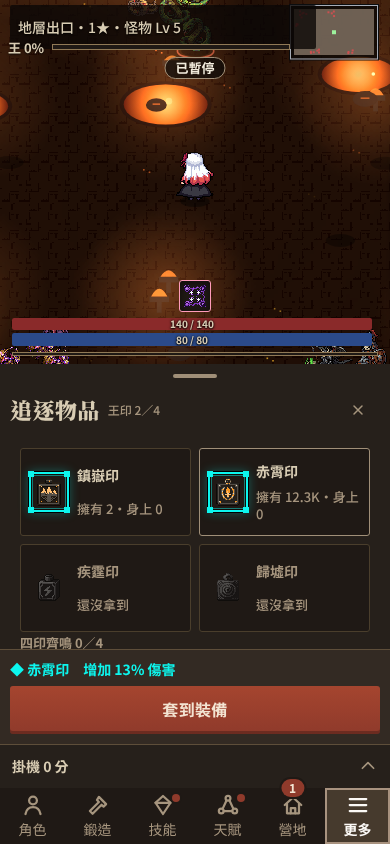 地層出口・1★・怪物 Lv 5
王 0%
已暫停
140 / 140
80 / 80
追逐物品 王印 2／4
鎮嶽印
擁有 2・身上 0
赤霄印
擁有 12.3K・身上
0
疾霆印
還沒拿到
歸墟印
還沒拿到
四印齊鳴 0／4
◆ 赤霄印 增加 13% 傷害
套到裝備
掛機 0 分
1
角色 鍛造 技能 天賦 營地 更多